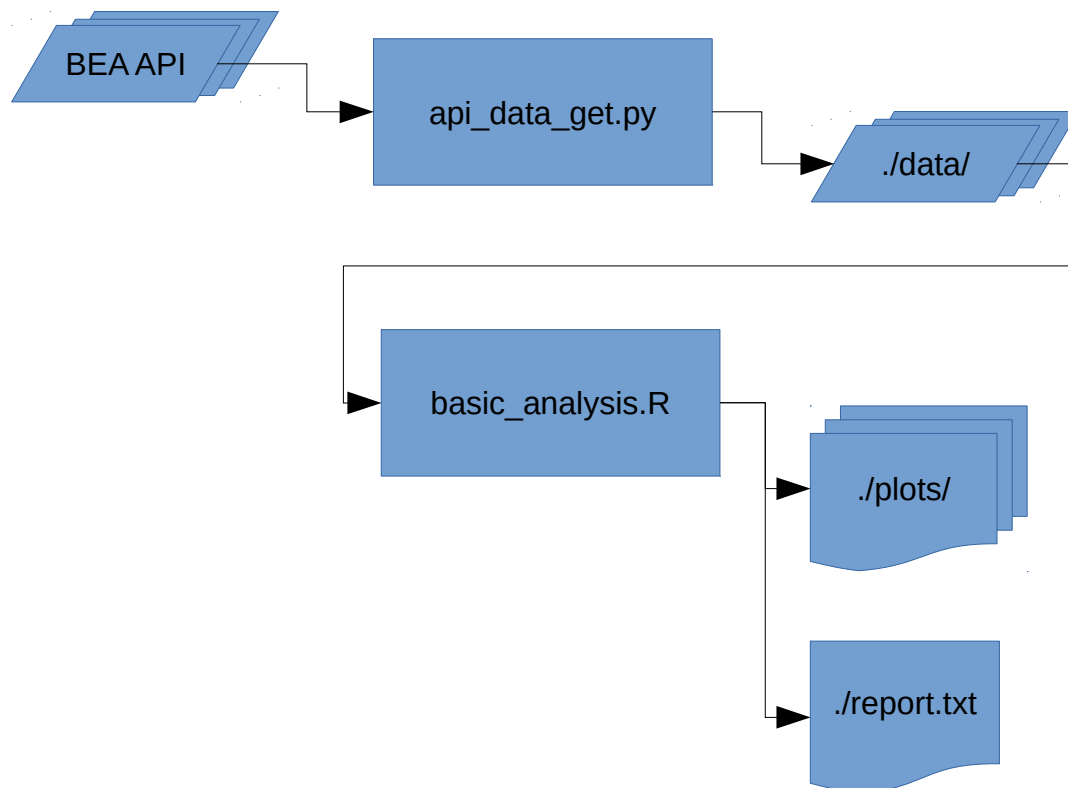 BEA API
api_data_get.py
./data/
basic_analysis.R
./plots/
./report.txt